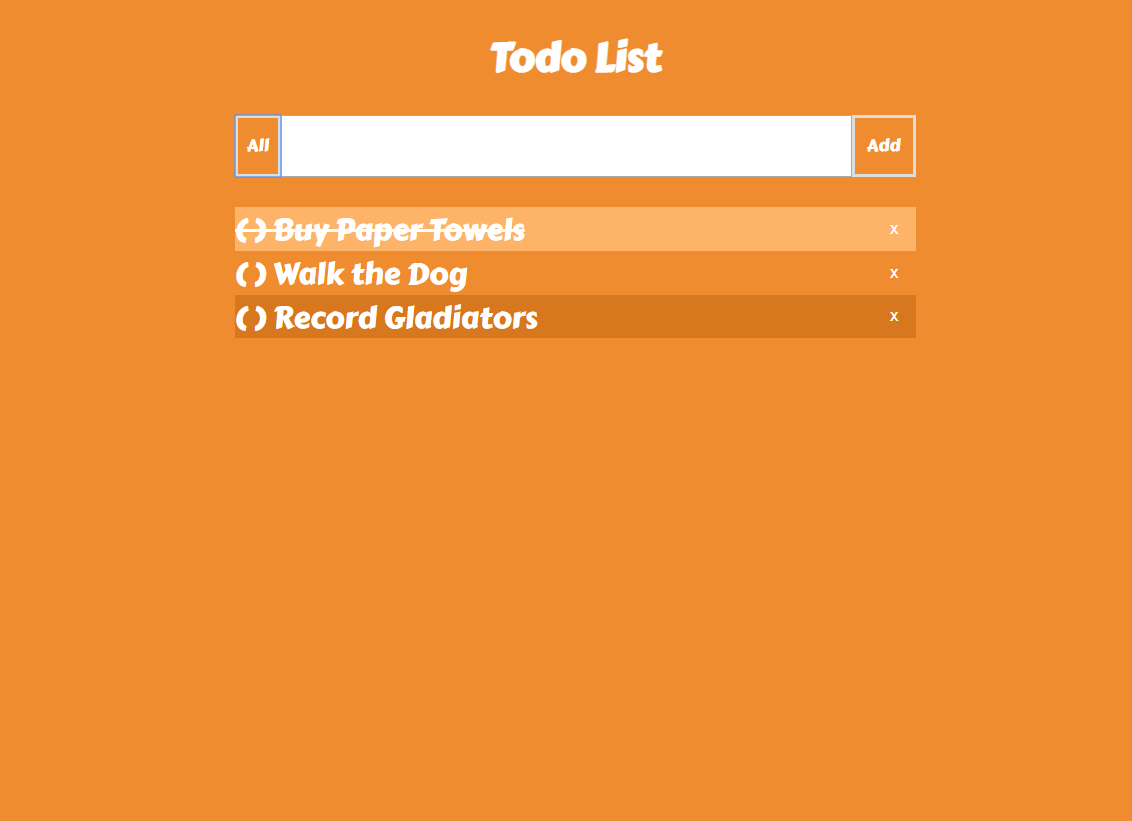 Todo List
All Add
( ) Buy Paper Towels x
( ) Walk the Dog x
( ) Record Gladiators x